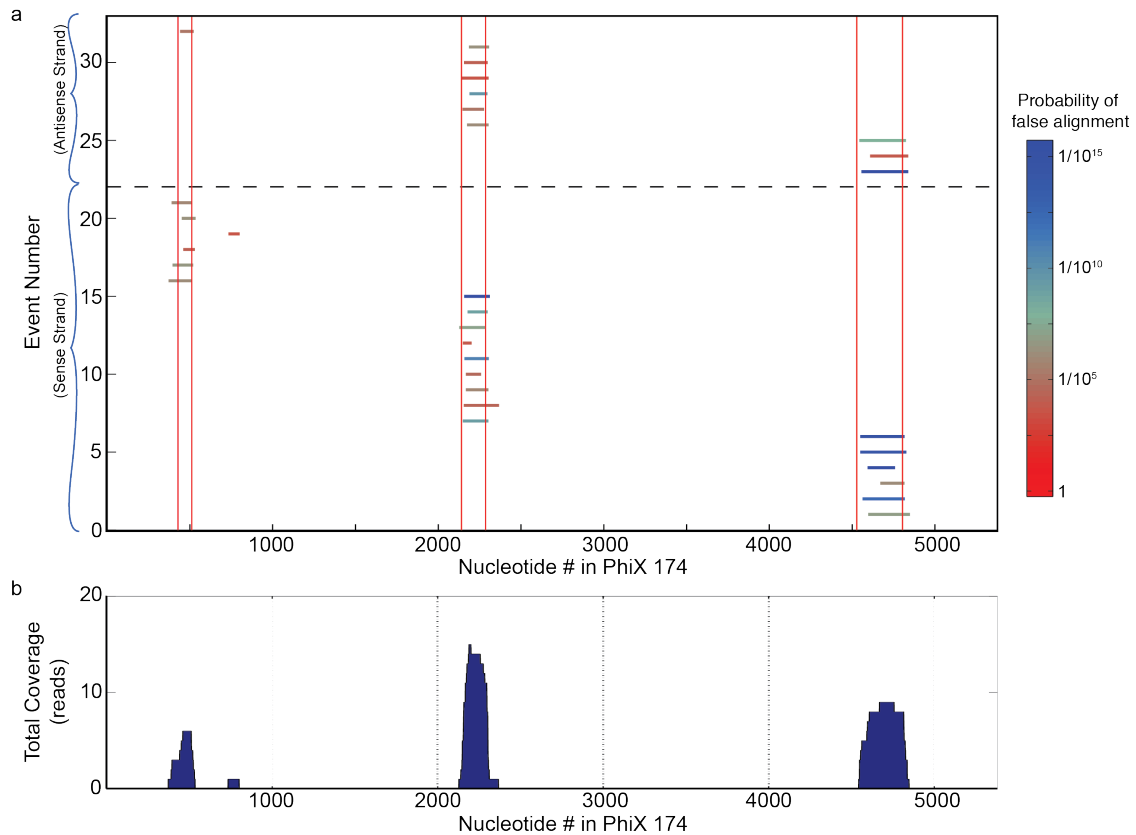 a
(Antisense Strand)
(Sense Strand)
Event Number
30
25
20
15
10
5
0
1000
2000
3000
4000
5000
Nucleotide # in PhiX 174
Probability of
false alignment
1/10¹⁵
1/10¹⁰
1/10⁵
1
b
Total Coverage
(reads)
20
10
0
1000
2000
3000
4000
5000
Nucleotide # in PhiX 174